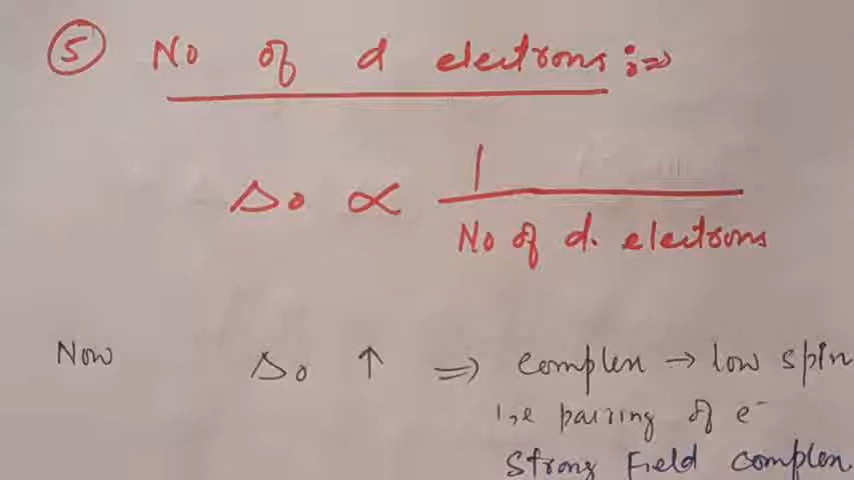 5 No of d electrons :⇒
Δo ∝ 1 / No of d. electrons
Now Δo ↑ ⇒ complex → low spin
i,e pairing of e⁻
Strong Field complex